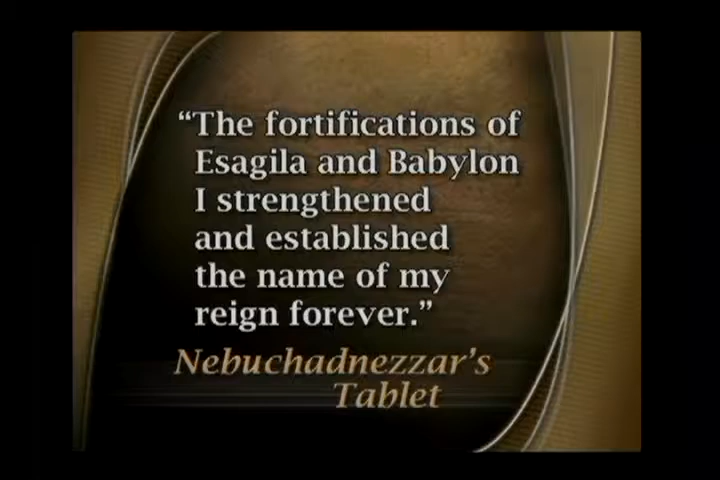 “The fortifications of
Esagila and Babylon
I strengthened
and established
the name of my
reign forever.”
Nebuchadnezzar’s
Tablet